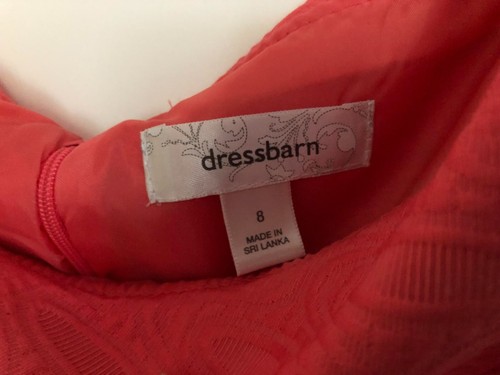 dressbarn
8
MADE IN
SRI LANKA